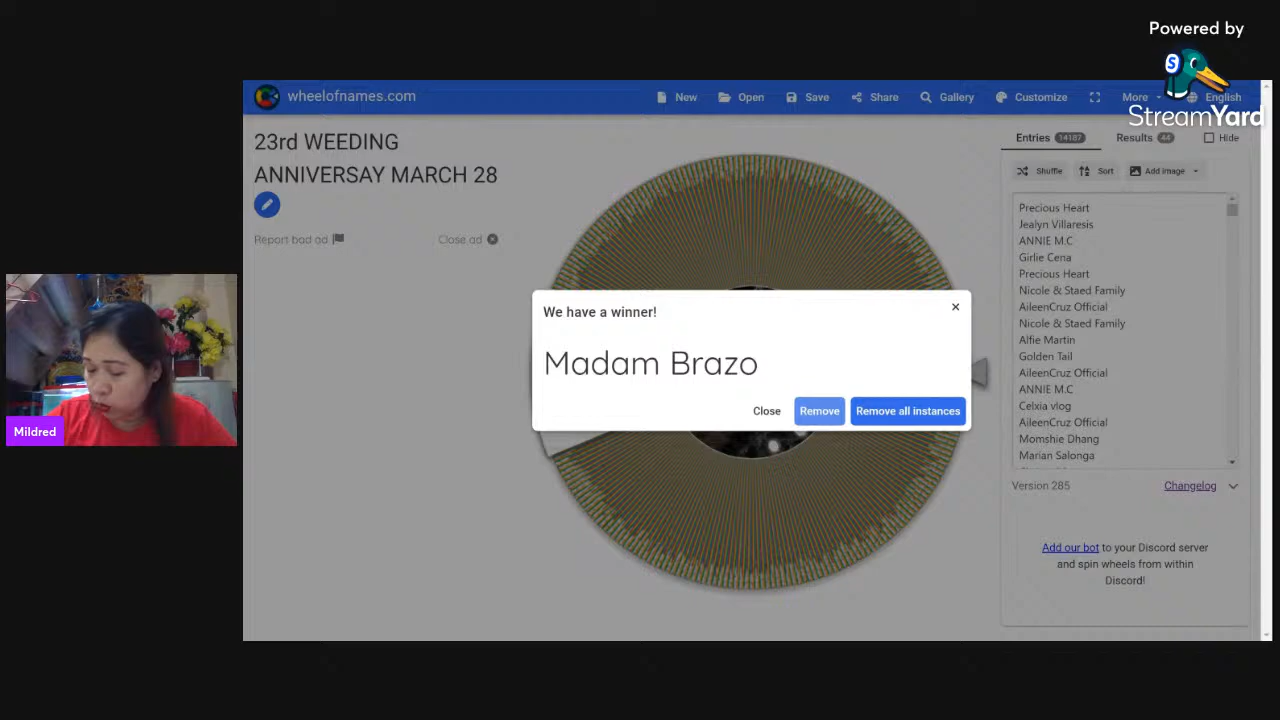 Powered by
StreamYard
wheelofnames.com
New
Open
Save
Share
Gallery
Customize
More
English
23rd WEEDING
ANNIVERSAY MARCH 28
Report bad ad
Close ad
Entries 14187
Results 44
Hide
Shuffle
Sort
Add image
Precious Heart
Jealyn Villaresis
ANNIE M.C
Girlie Cena
Precious Heart
Nicole & Staed Family
AileenCruz Official
Nicole & Staed Family
Alfie Martin
Golden Tail
AileenCruz Official
ANNIE M.C
Celxia vlog
AileenCruz Official
Momshie Dhang
Marian Salonga
We have a winner!
Madam Brazo
Close
Remove
Remove all instances
Mildred
Version 285
Changelog
Add our bot to your Discord server
and spin wheels from within
Discord!